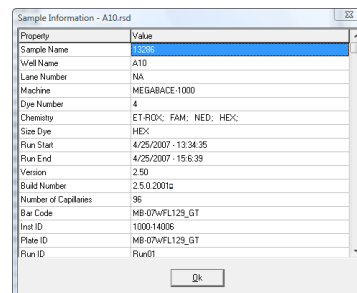 Sample Information - A10.rsd
Property Value
Sample Name 13286
Well Name A10
Lane Number NA
Machine MEGABACE-1000
Dye Number 4
Chemistry ET-ROX; FAM; NED; HEX;
Size Dye HEX
Run Start 4/25/2007 - 13:34:35
Run End 4/25/2007 - 15:6:39
Version 2.50
Build Number 2.5.0.2001
Number of Capillaries 96
Bar Code MB-07WFL129_GT
Inst ID 1000-14006
Plate ID MB-07WFL129_GT
Run ID Run01
Ok